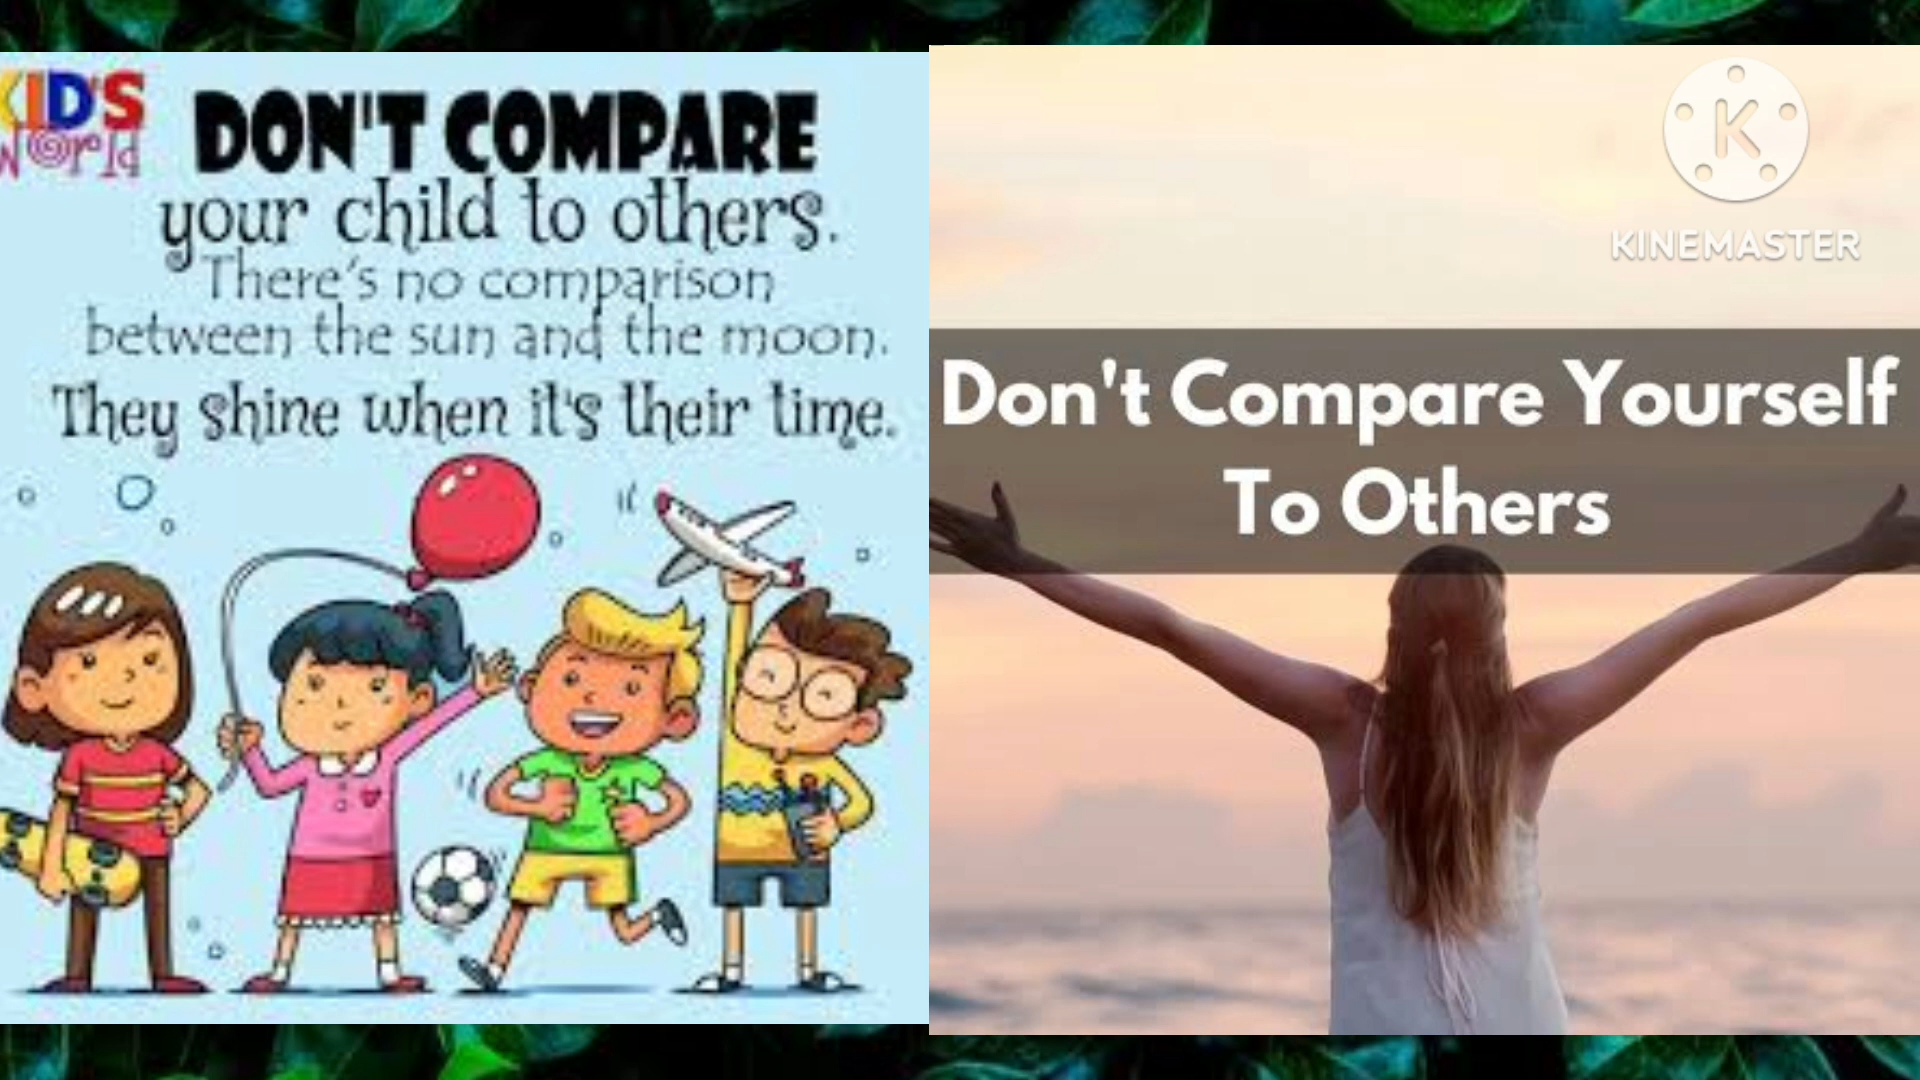 KID'S
World
DON'T COMPARE
your child to others.
There's no comparison
between the sun and the moon.
They shine when it's their time.
K
KINEMASTER
Don't Compare Yourself
To Others